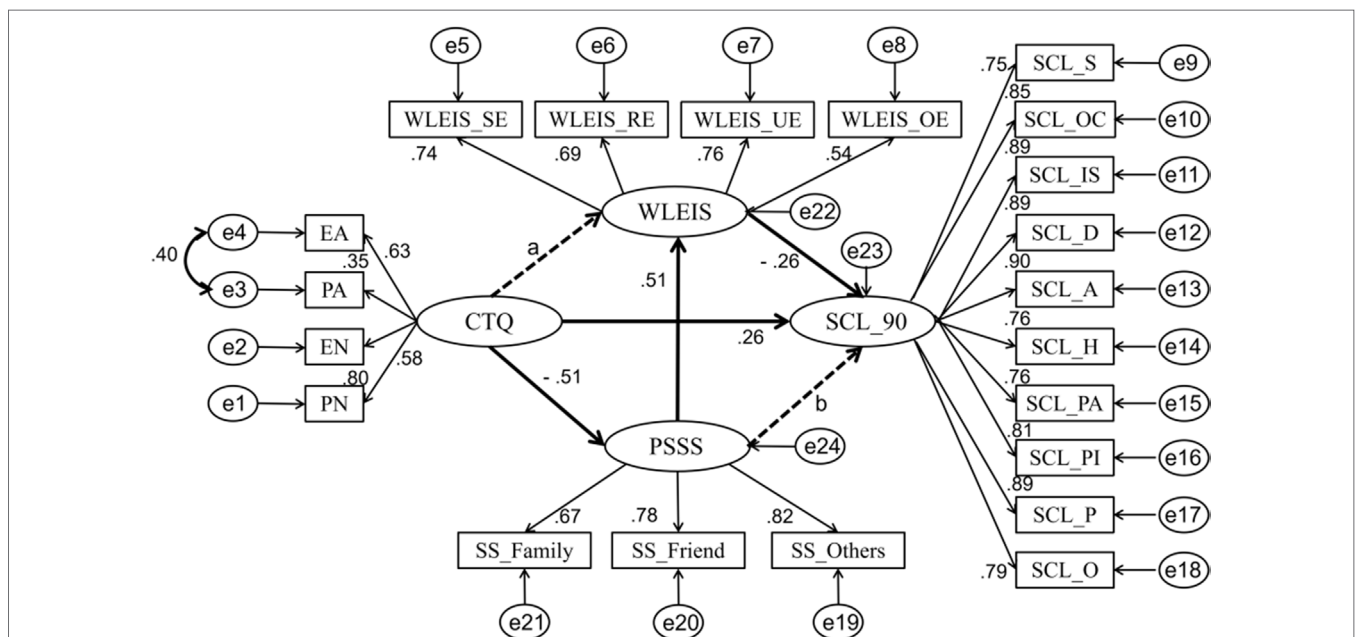 e5 e6 e7 e8
WLEIS_SE WLEIS_RE WLEIS_UE WLEIS_OE
.74 .69 .76 .54
WLEIS e22
e4 EA .63
.40 .35
e3 PA
e2 EN
.58
.80
e1 PN
a
.51
- .26
e23
CTQ
.26
SCL_90
- .51
b
PSSS e24
.67 .78 .82
SS_Family SS_Friend SS_Others
e21 e20 e19
.75 SCL_S e9
.85
SCL_OC e10
.89
SCL_IS e11
.89
SCL_D e12
.90
SCL_A e13
.76
SCL_H e14
.76
SCL_PA e15
.81
SCL_PI e16
.89
SCL_P e17
.79 SCL_O e18